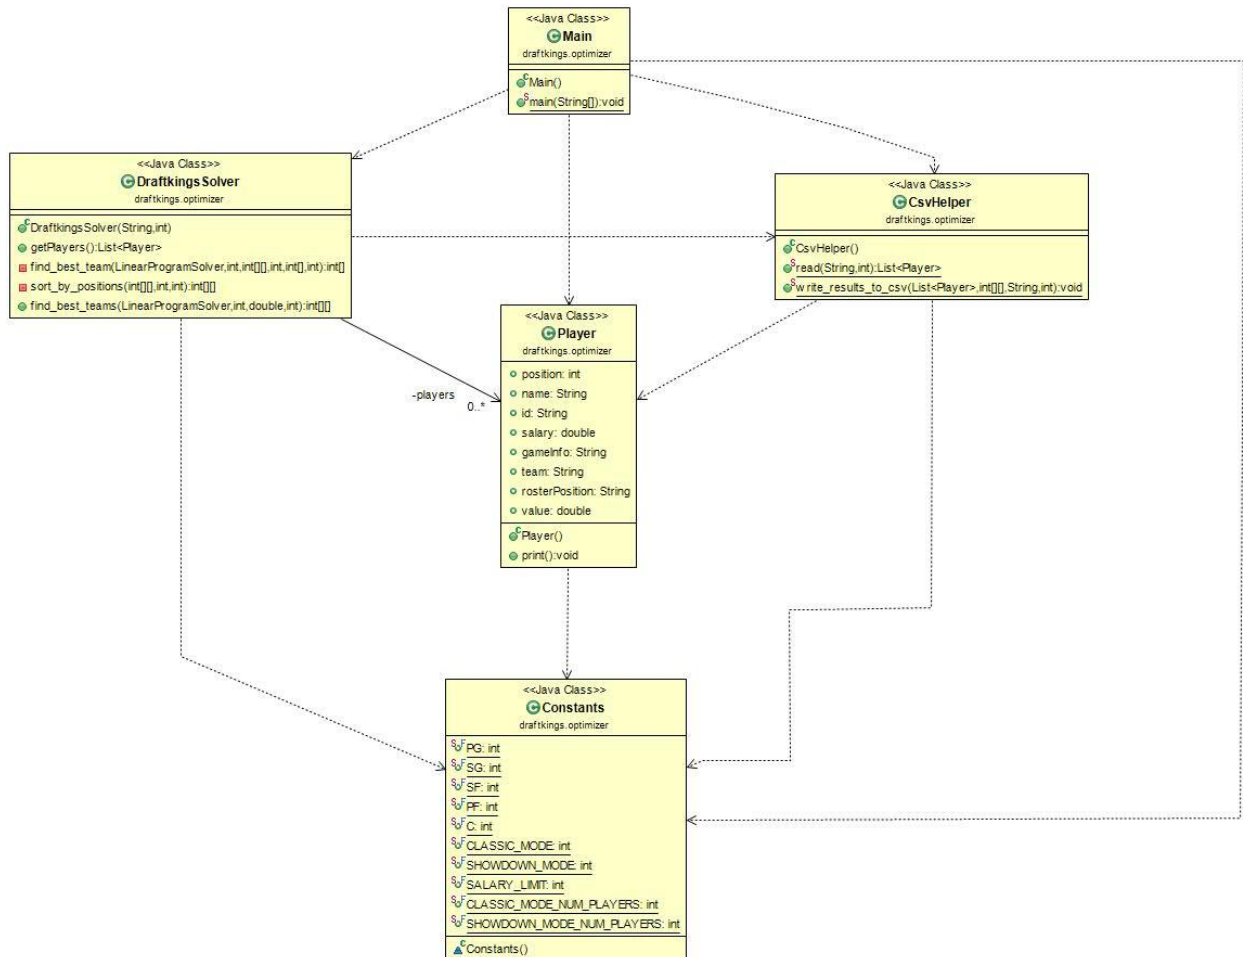 <<Java Class>>
Main
draftkings.optimizer
Main()
main(String[]):void
<<Java Class>>
DraftkingsSolver
draftkings.optimizer
DraftkingsSolver(String,int)
getPlayers():List<Player>
find_best_team(LinearProgramSolver,int,int[][],int,int[],int):int[]
sort_by_positions(int[][],int,int):int[][]
find_best_teams(LinearProgramSolver,int,double,int):int[][]
<<Java Class>>
CsvHelper
draftkings.optimizer
CsvHelper()
read(String,int):List<Player>
write_results_to_csv(List<Player>,int[][],String,int):void
-players
0..*
<<Java Class>>
Player
draftkings.optimizer
position: int
name: String
id: String
salary: double
gameInfo: String
team: String
rosterPosition: String
value: double
Player()
print():void
<<Java Class>>
Constants
draftkings.optimizer
PG: int
SG: int
SF: int
PF: int
C: int
CLASSIC_MODE: int
SHOWDOWN_MODE: int
SALARY_LIMIT: int
CLASSIC_MODE_NUM_PLAYERS: int
SHOWDOWN_MODE_NUM_PLAYERS: int
Constants()